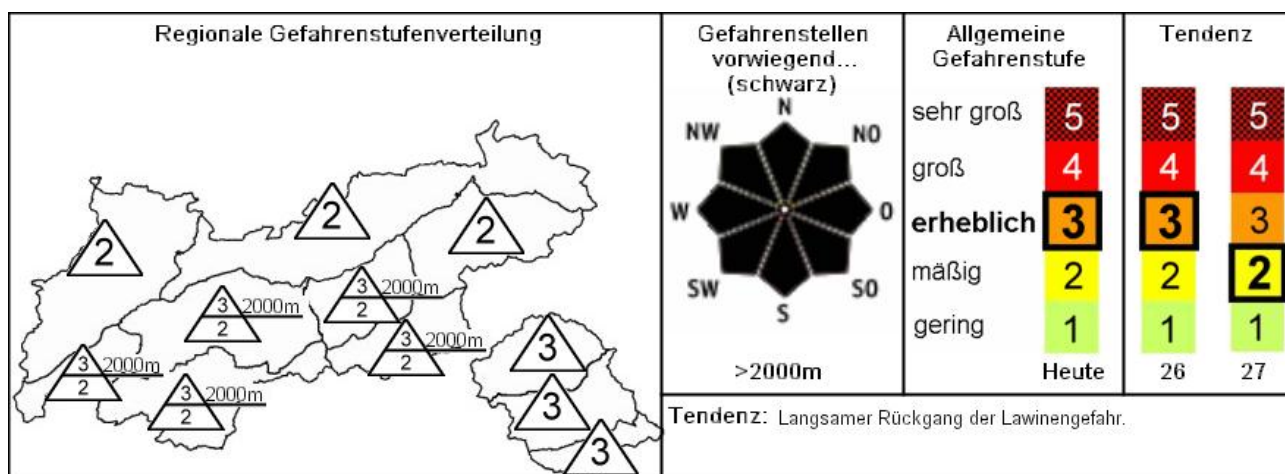 Regionale Gefahrenstufenverteilung
2
2
2
3 2000m
2
3 2000m
2
3 2000m
2
3 2000m
2
3 2000m
2
3
3
3
Gefahrenstellen
vorwiegend...
(schwarz)
N
NW NO
W O
SW SO
S
>2000m
Allgemeine
Gefahrenstufe
Tendenz
sehr groß 5 5 5
groß 4 4 4
erheblich 3 3 3
mäßig 2 2 2
gering 1 1 1
Heute 26 27
Tendenz: Langsamer Rückgang der Lawinengefahr.